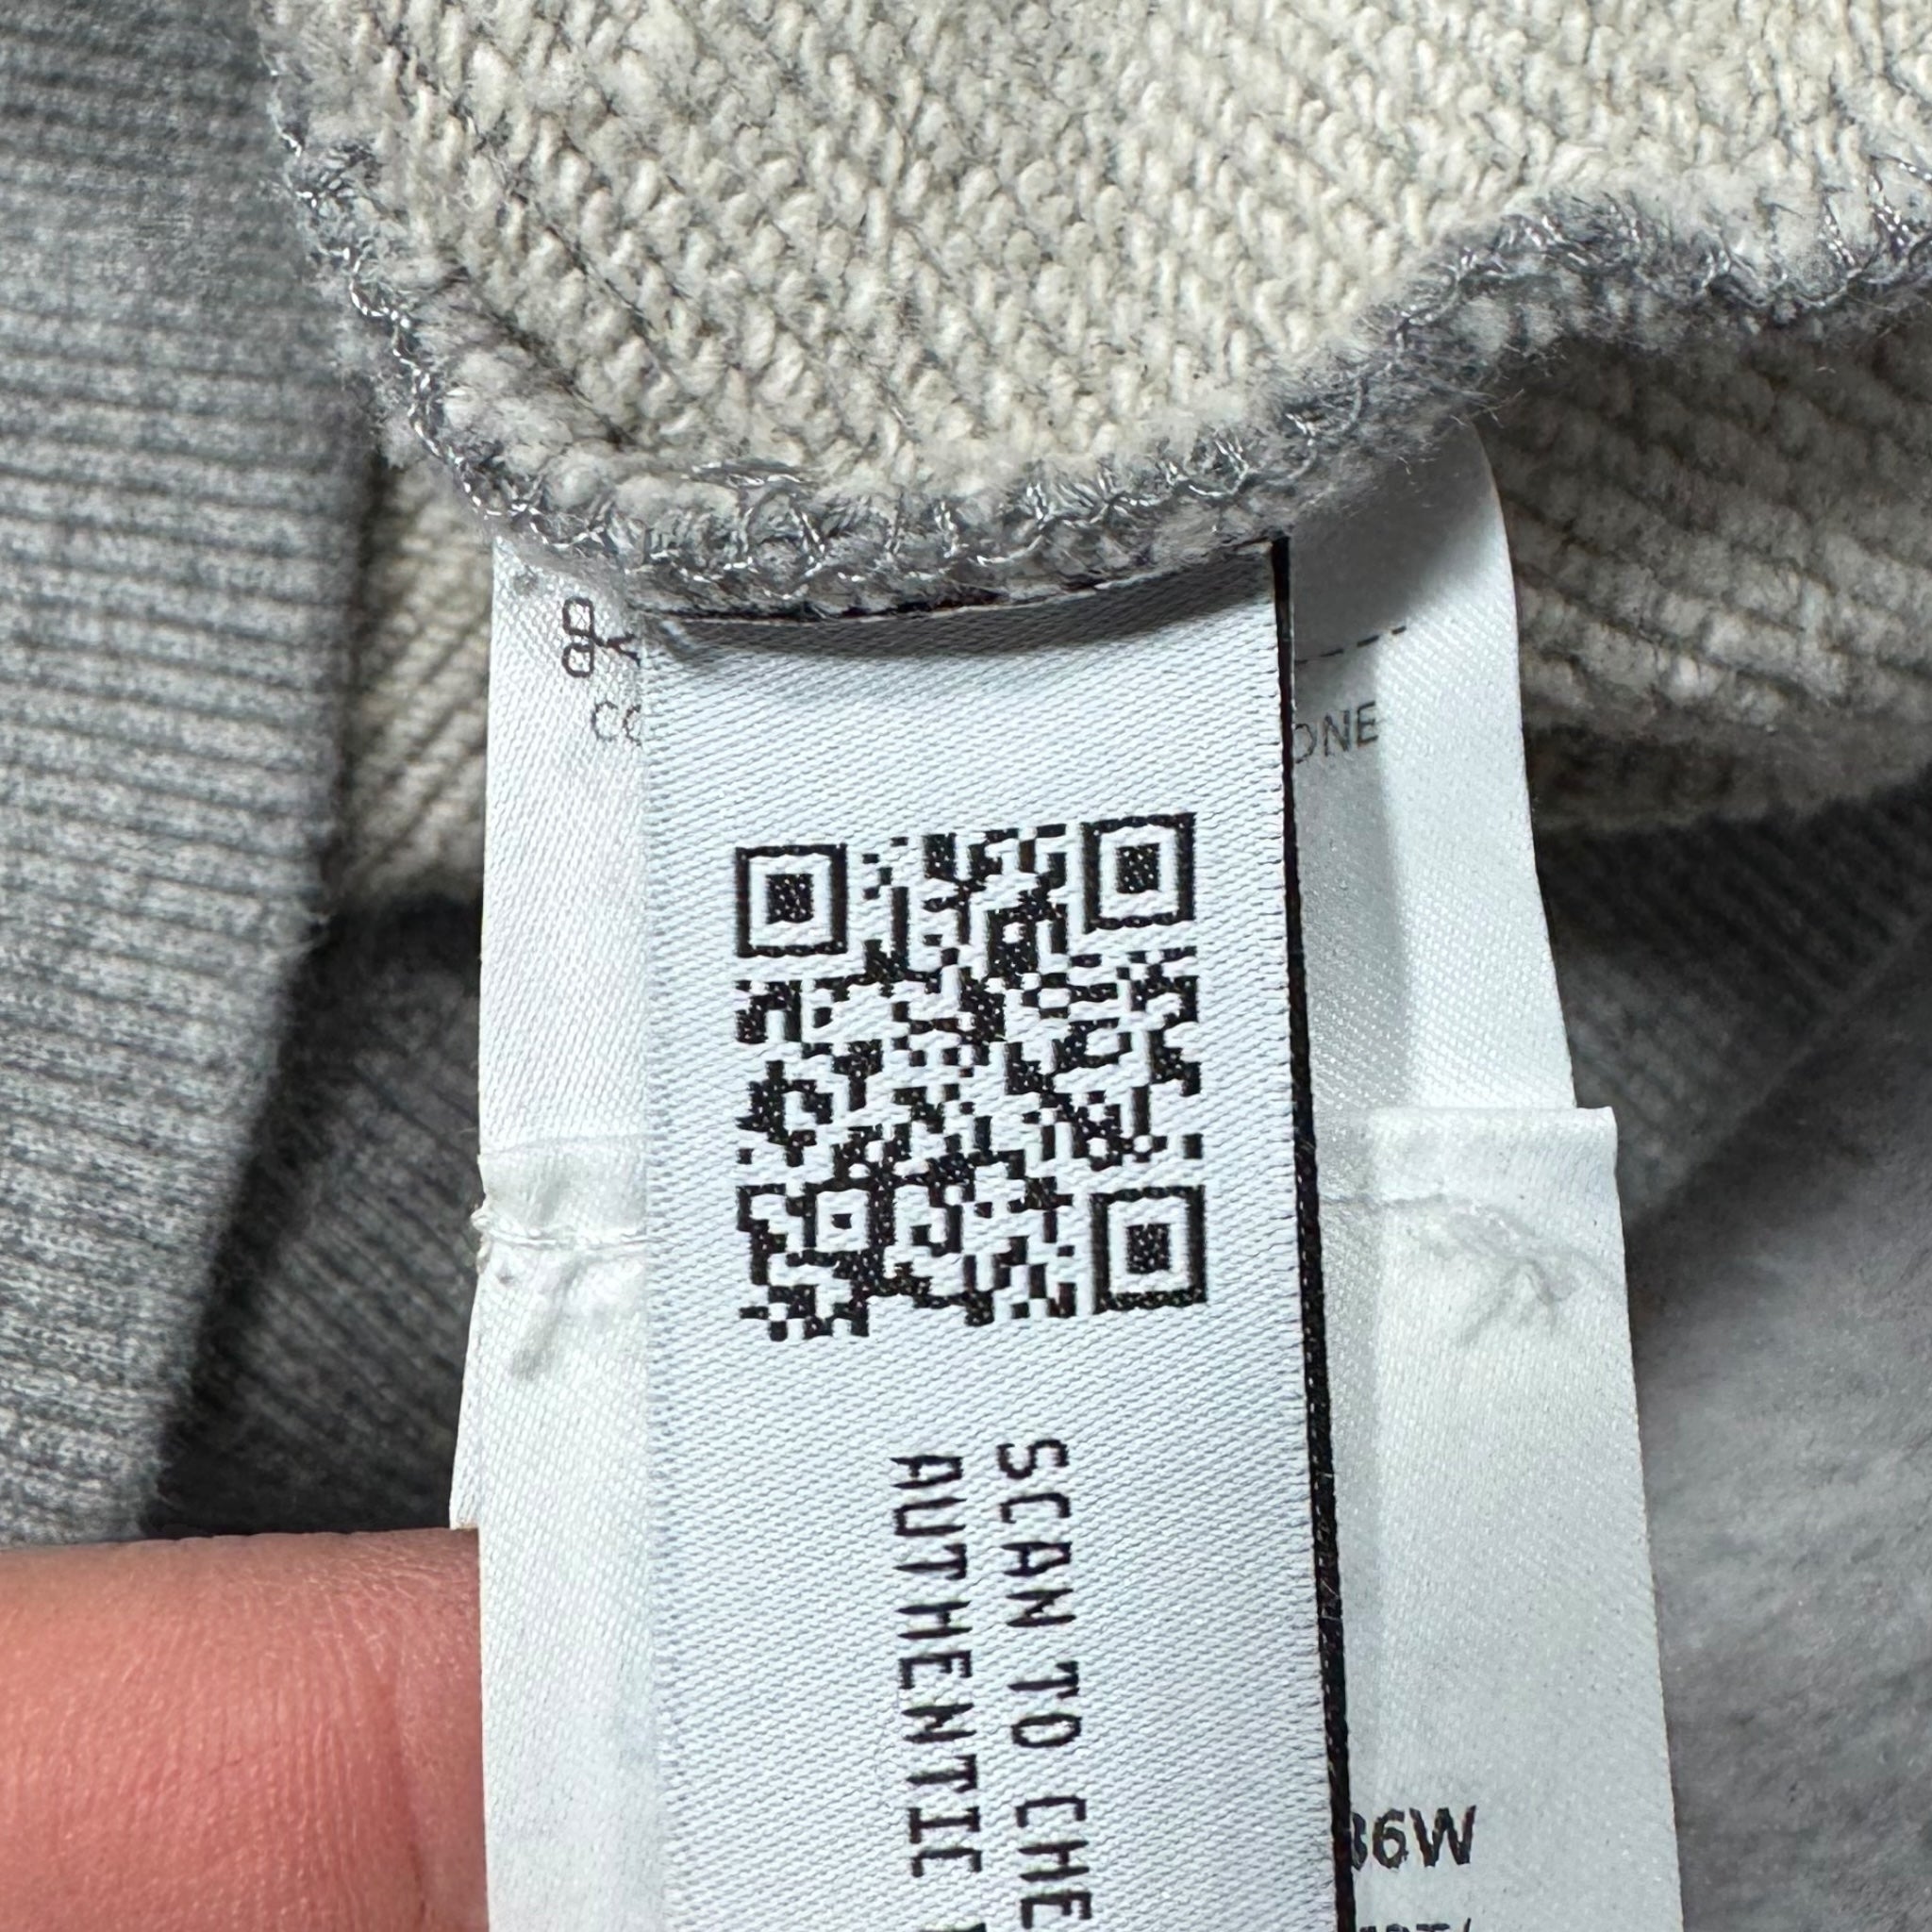 SCAN TO CHE
AUTHENTIC
ONE
36W